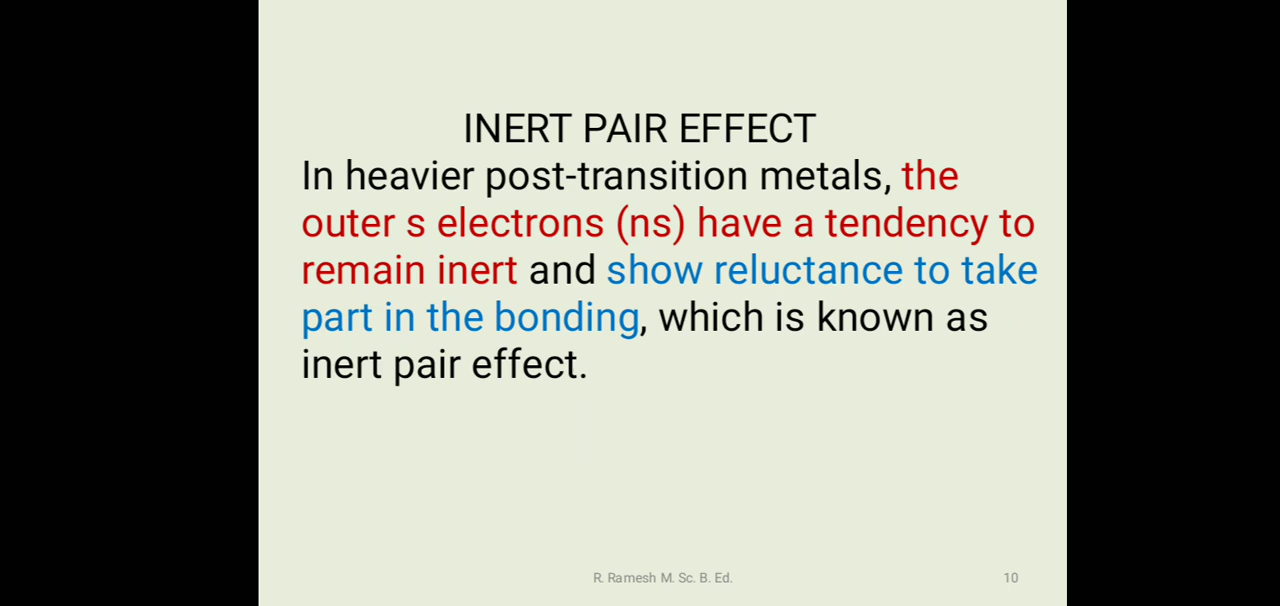 INERT PAIR EFFECT
In heavier post-transition metals, the
outer s electrons (ns) have a tendency to
remain inert and show reluctance to take
part in the bonding, which is known as
inert pair effect.
R. Ramesh M. Sc. B. Ed.
10